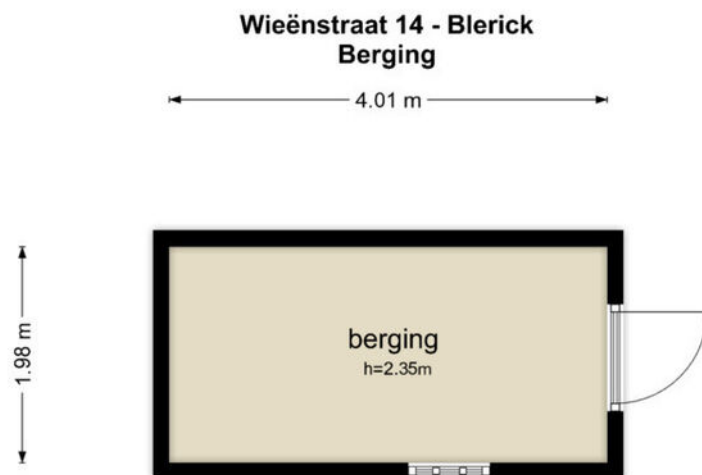 Wieënstraat 14 - Blerick
Berging
4.01 m
1.98 m
berging
h=2.35m